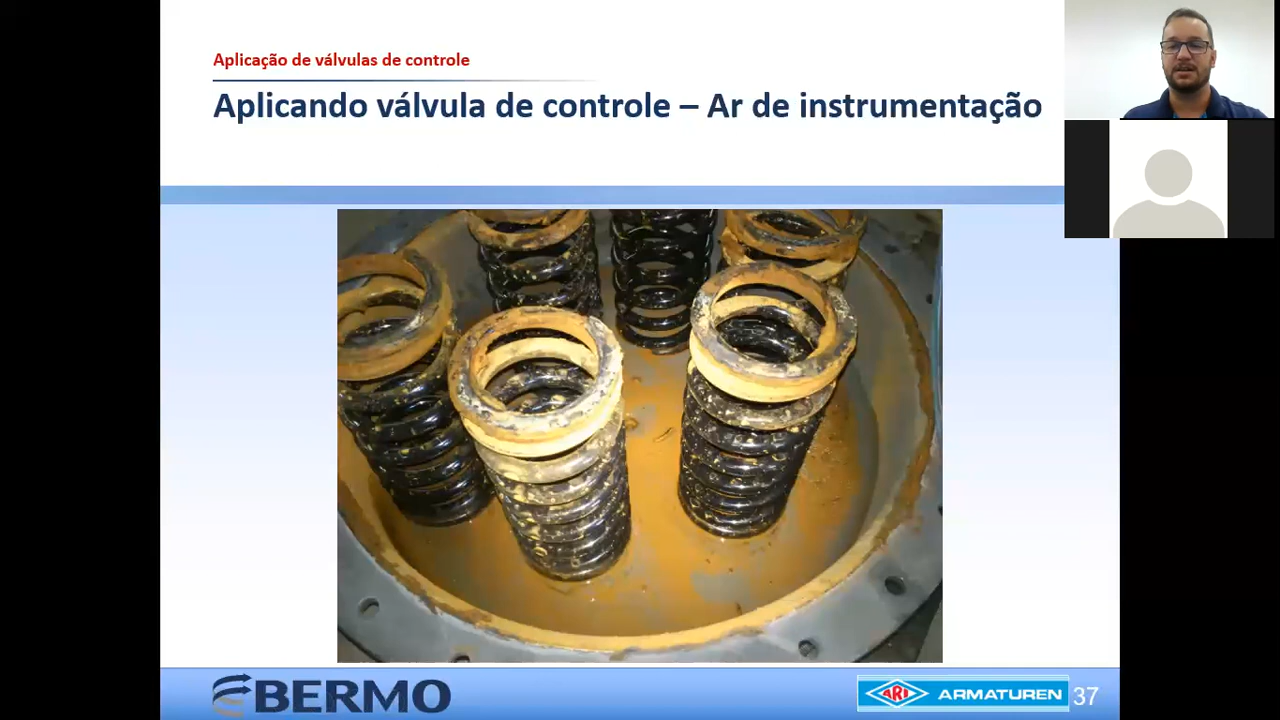 Aplicação de válvulas de controle
Aplicando válvula de controle – Ar de instrumentação
BERMO
ARI ARMATUREN 37